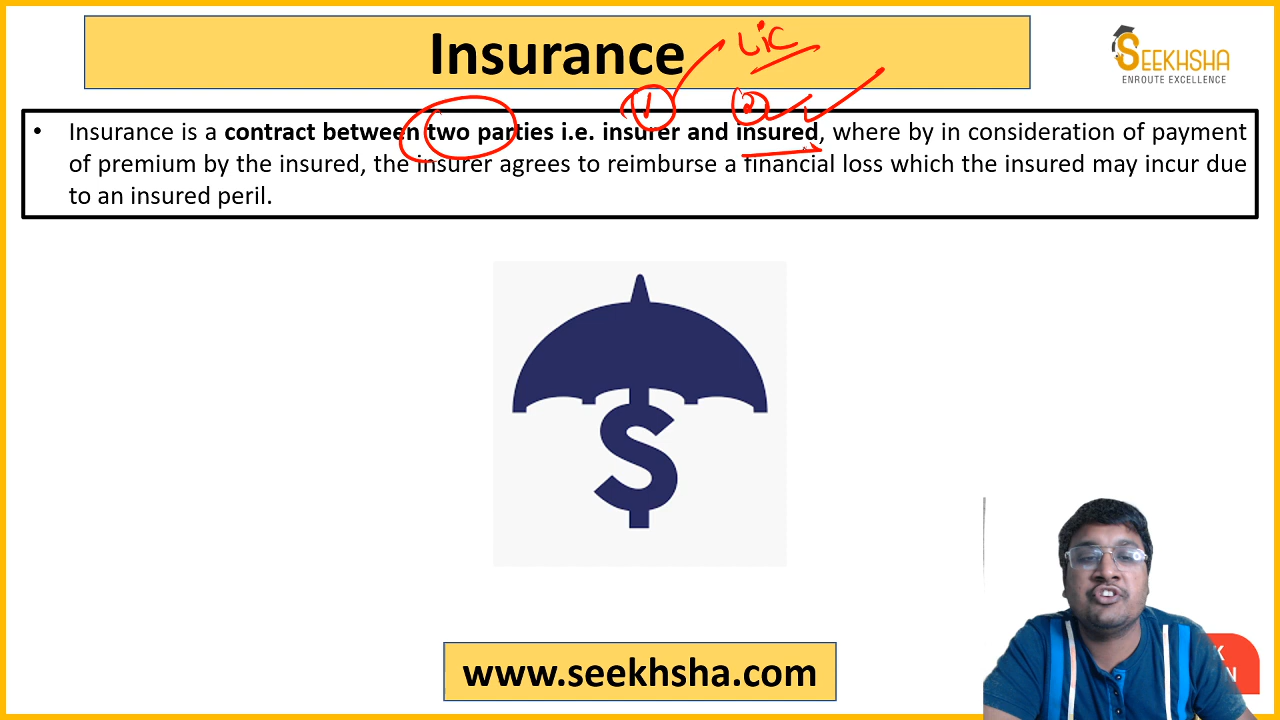 Insurance
LIC
SEEKHSHA
ENROUTE EXCELLENCE
1
2
• Insurance is a contract between two parties i.e. insurer and insured, where by in consideration of payment
of premium by the insured, the insurer agrees to reimburse a financial loss which the insured may incur due
to an insured peril.
$
www.seekhsha.com